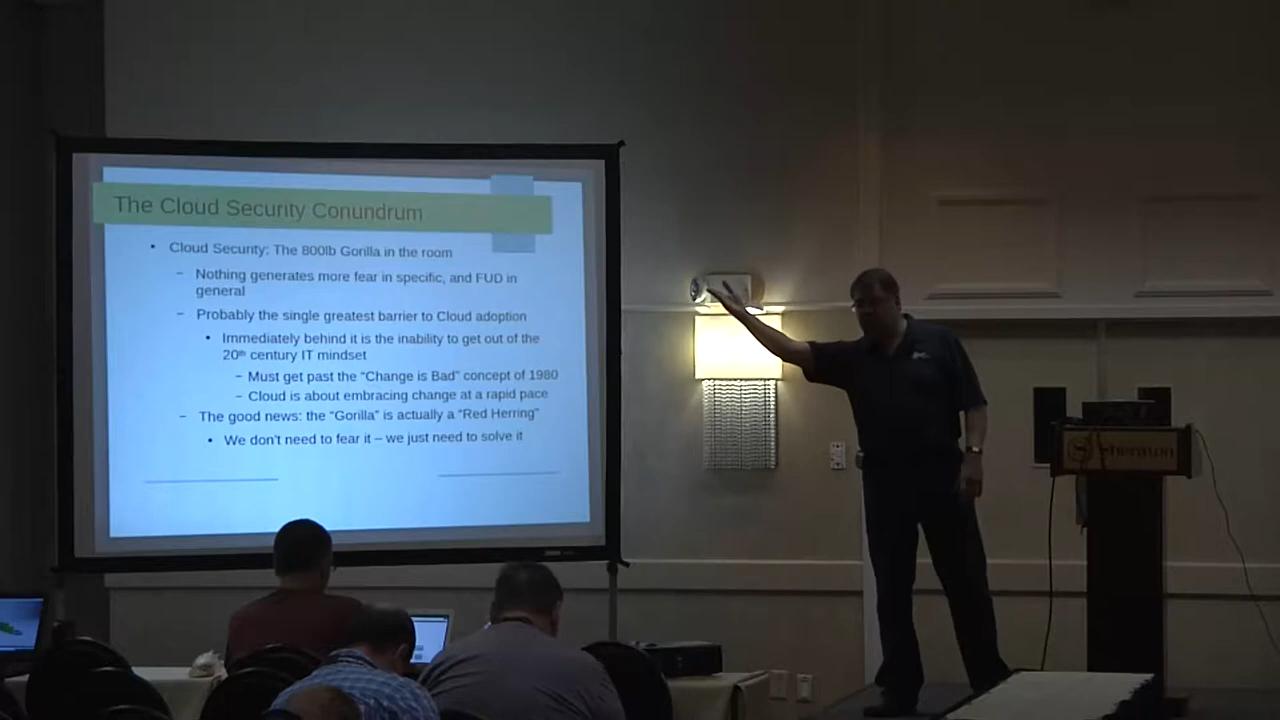 The Cloud Security Conundrum
• Cloud Security: The 800lb Gorilla in the room
– Nothing generates more fear in specific, and FUD in
general
– Probably the single greatest barrier to Cloud adoption
• Immediately behind it is the inability to get out of the
20th century IT mindset
– Must get past the “Change is Bad” concept of 1980
– Cloud is about embracing change at a rapid pace
– The good news: the “Gorilla” is actually a “Red Herring”
• We don’t need to fear it – we just need to solve it
Sheraton